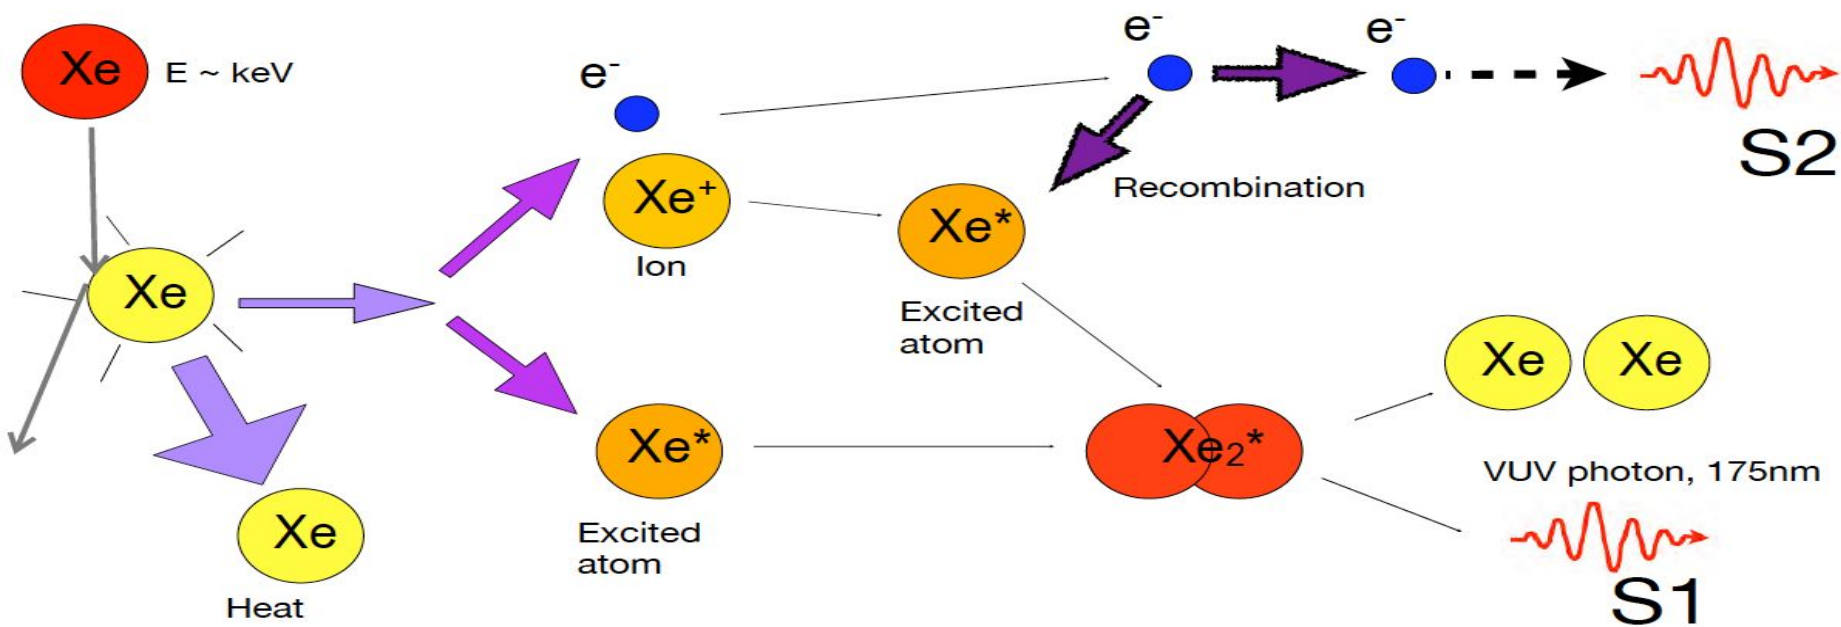 Xe E ~ keV
e⁻
e⁻
e⁻
S2
Xe⁺
Ion
Recombination
Xe*
Excited
atom
Xe
Xe
Heat
Xe*
Excited
atom
Xe₂*
Xe Xe
VUV photon, 175nm
S1